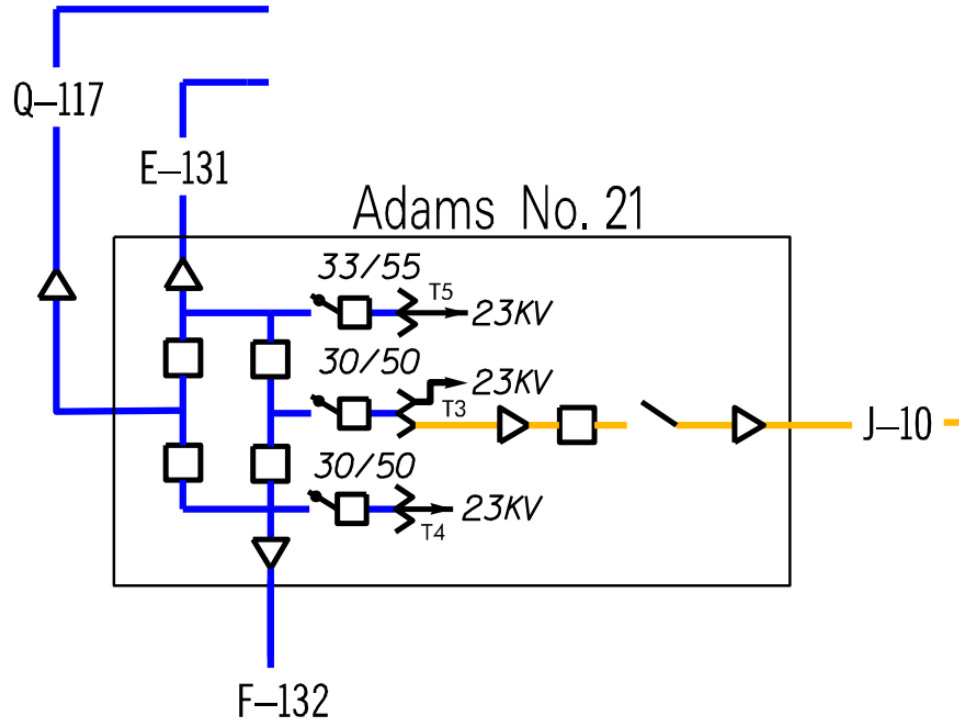 Q-117
E-131
Adams No. 21
33/55
T5
23KV
30/50
23KV
T3
J-10
30/50
23KV
T4
F-132